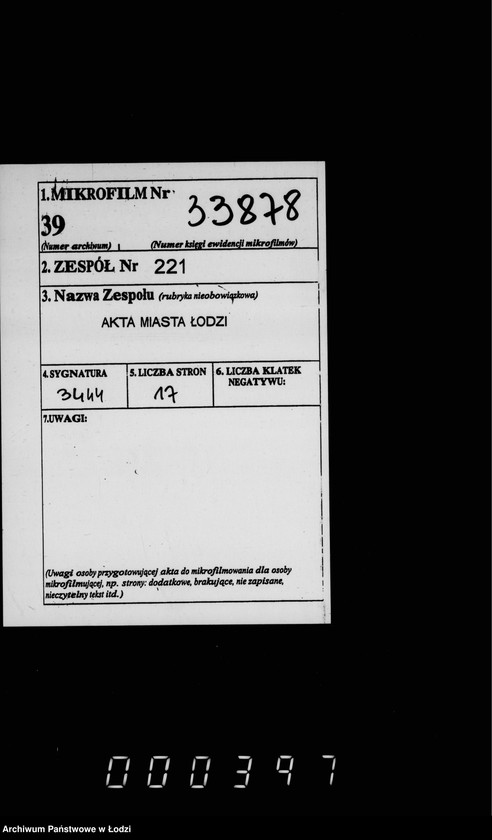 1. MIKROFILM Nr
33878
39
(Numer archiwum) (Numer księgi ewidencji mikrofilmów)
2. ZESPÓŁ Nr 221
3. Nazwa Zespołu (rubryka nieobowiązkowa)
AKTA MIASTA ŁODZI
4. SYGNATURA
3444
5. LICZBA STRON
17
6. LICZBA KLATEK
NEGATYWU:
7. UWAGI:
(Uwagi osoby przygotowującej akta do mikrofilmowania dla osoby
mikrofilmującej, np. strony: dodatkowe, brakujące, nie zapisane,
nieczytelny tekst itd.)
000397
Archiwum Państwowe w Łodzi